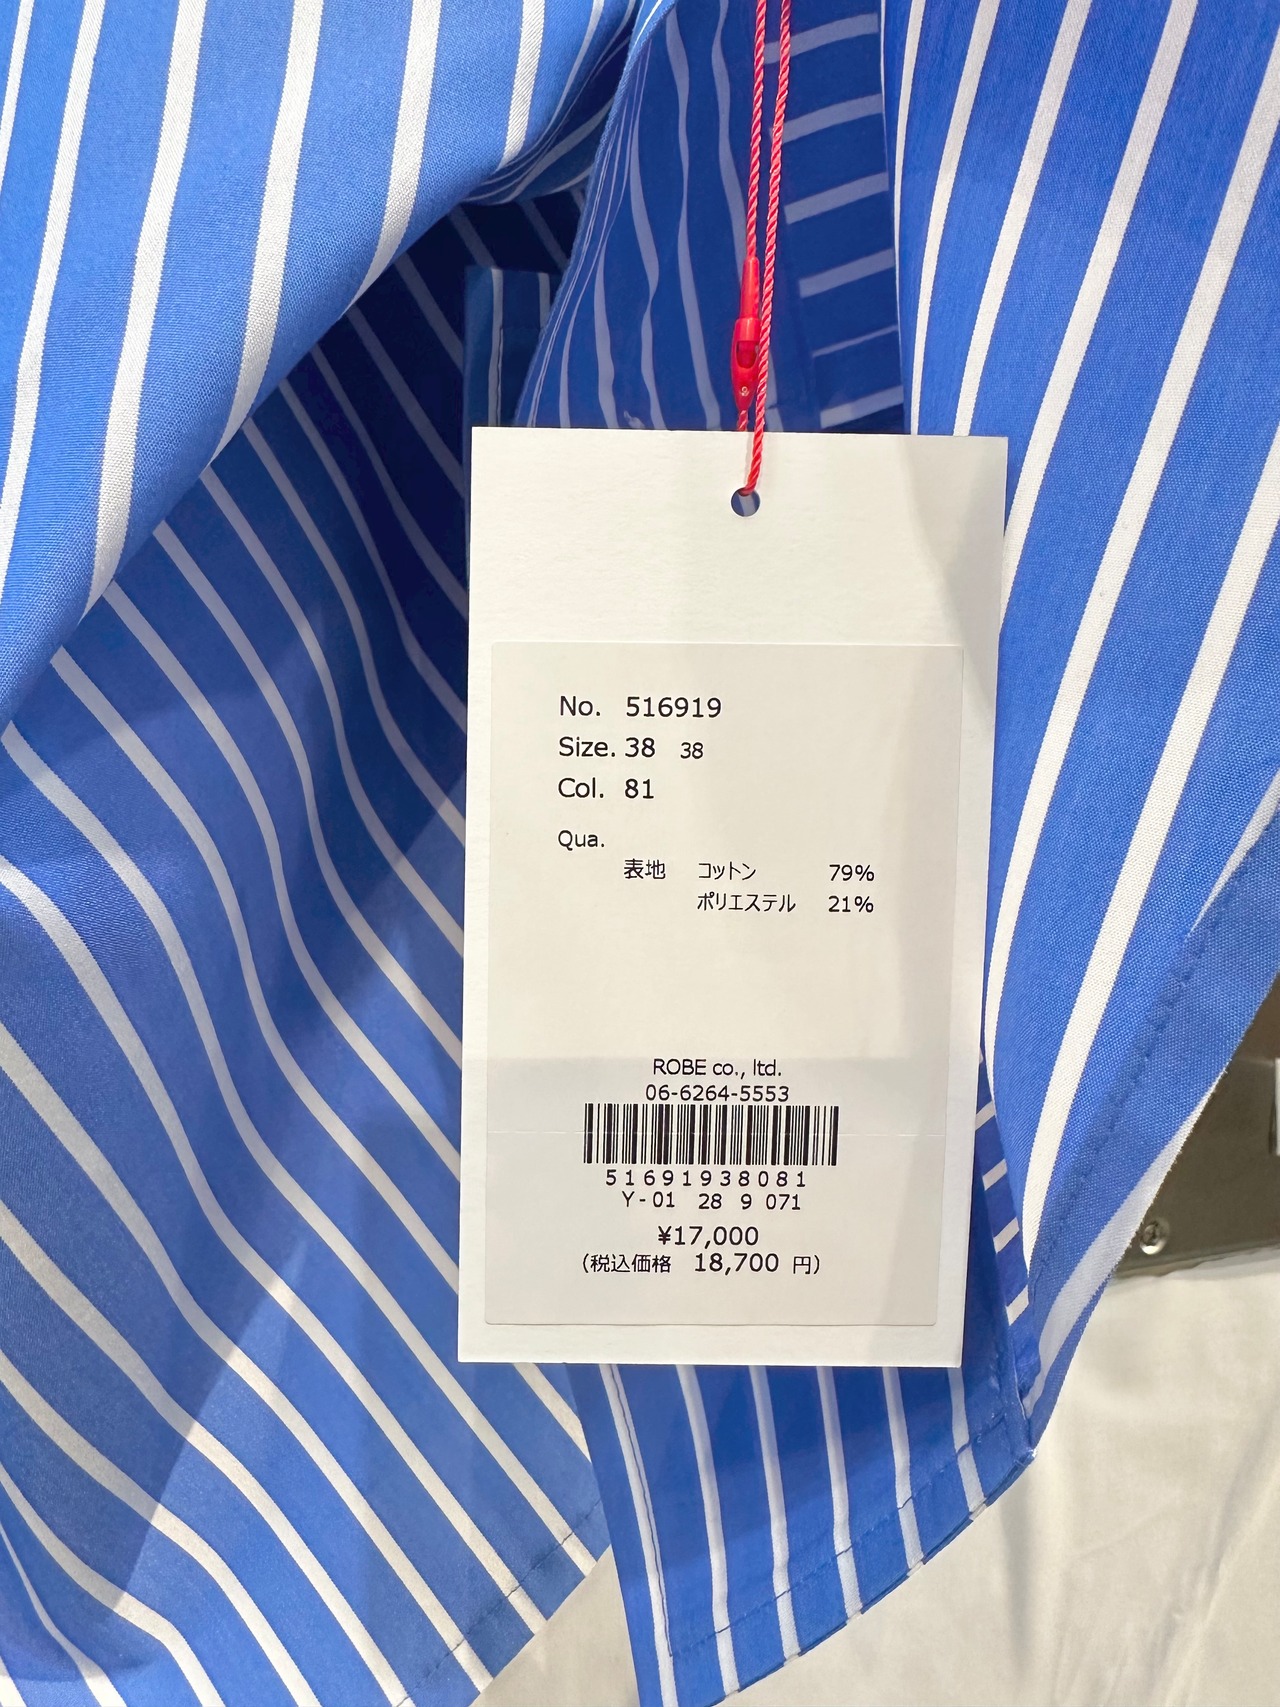 No. 516919
Size. 38 38
Col. 81
Qua.
表地 コットン 79%
ポリエステル 21%
ROBE co., ltd.
06-6264-5553
51691938081
Y-01 28 9 071
¥17,000
(税込価格 18,700 円)